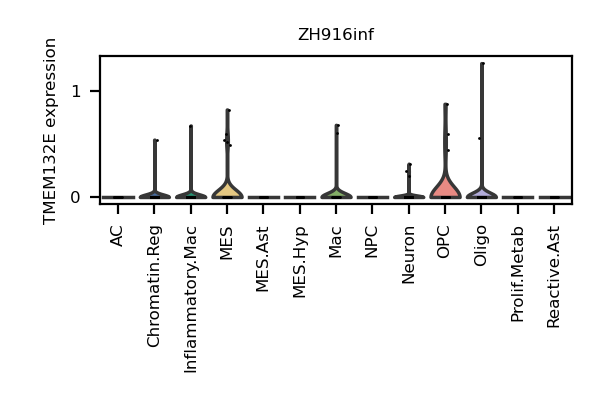 ZH916inf
TMEM132E expression
1
0
AC
Chromatin.Reg
Inflammatory.Mac
MES
MES.Ast
MES.Hyp
Mac
NPC
Neuron
OPC
Oligo
Prolif.Metab
Reactive.Ast